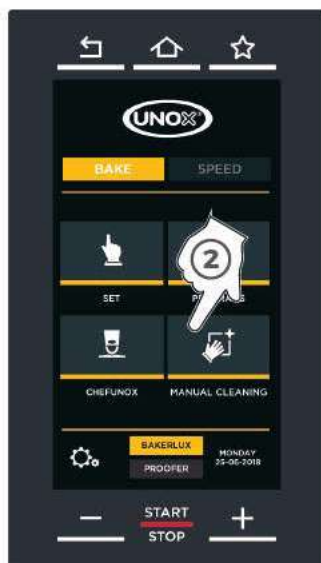 UNOX
BAKE SPEED
2
SET
CHEFUNOX MANUAL CLEANING
BAKERLUX
PROOFER
MONDAY
25-06-2018
START
STOP